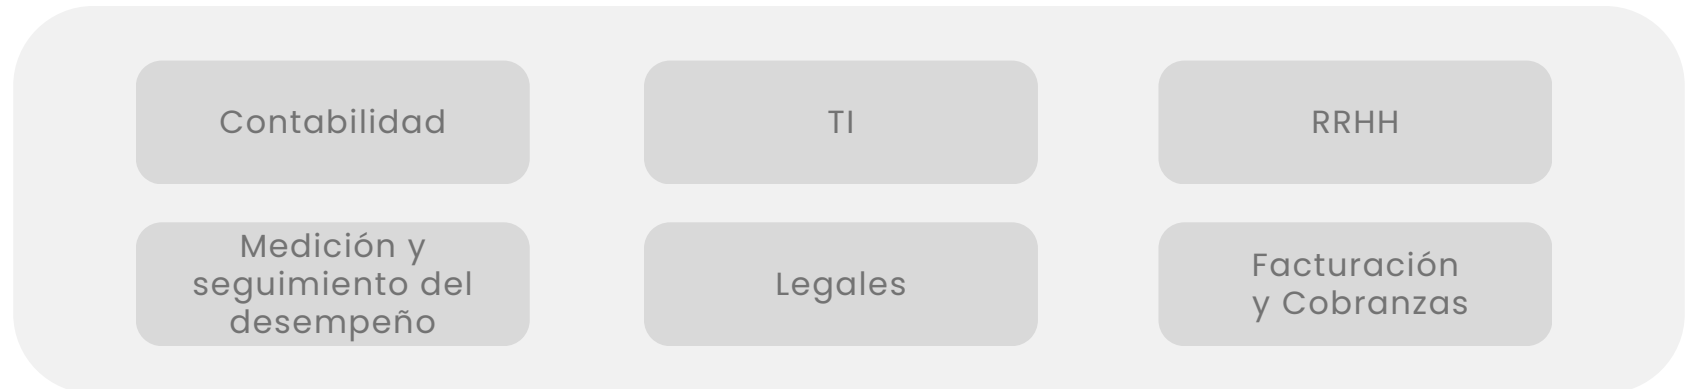 Contabilidad
TI
RRHH
Medición y
seguimiento del
desempeño
Legales
Facturación
y Cobranzas